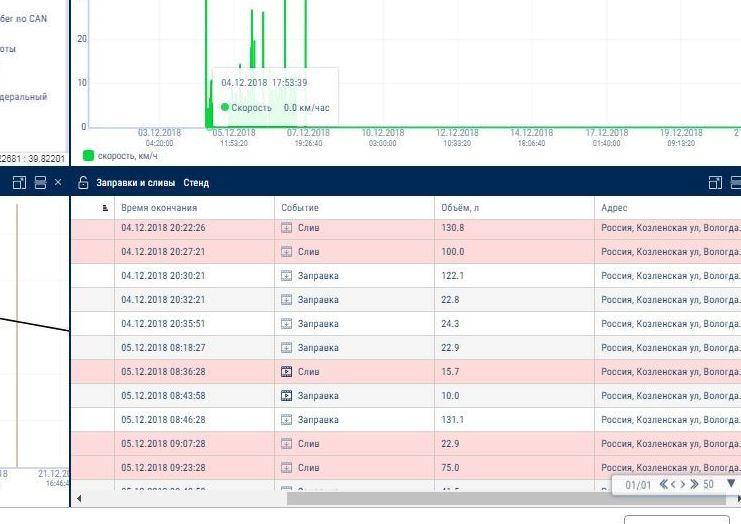 бег по CAN
оты
деральный
22681 : 39.82201
20
10
0
04.12.2018 17:53:39
Скорость 0.0 км/час
03.12.2018 05.12.2018 07.12.2018 10.12.2018 12.12.2018 14.12.2018 17.12.2018 19.12.2018 2
04:20:00 11:53:20 19:26:40 03:00:00 10:33:20 18:06:40 01:40:00 09:13:20
скорость, км/ч
Заправки и сливы Стенд
Время окончания Событие Объём, л Адрес
04.12.2018 20:22:26 Слив 130.8 Россия, Козленская ул, Вологда.
04.12.2018 20:27:21 Слив 100.0 Россия, Козленская ул, Вологда.
04.12.2018 20:30:21 Заправка 122.1 Россия, Козленская ул, Вологда.
04.12.2018 20:32:21 Заправка 22.8 Россия, Козленская ул, Вологда.
04.12.2018 20:35:51 Заправка 24.3 Россия, Козленская ул, Вологда.
05.12.2018 08:18:27 Заправка 22.9 Россия, Козленская ул, Вологда.
05.12.2018 08:36:28 Слив 15.7 Россия, Козленская ул, Вологда.
05.12.2018 08:43:58 Заправка 10.0 Россия, Козленская ул, Вологда.
05.12.2018 08:46:28 Заправка 131.1 Россия, Козленская ул, Вологда.
05.12.2018 09:07:28 Слив 22.9 Россия, Козленская ул, Вологда.
05.12.2018 09:23:28 Слив 75.0 Россия, Козленская ул, Вологда.
18 21.12.20
16:46:4
01/01 50